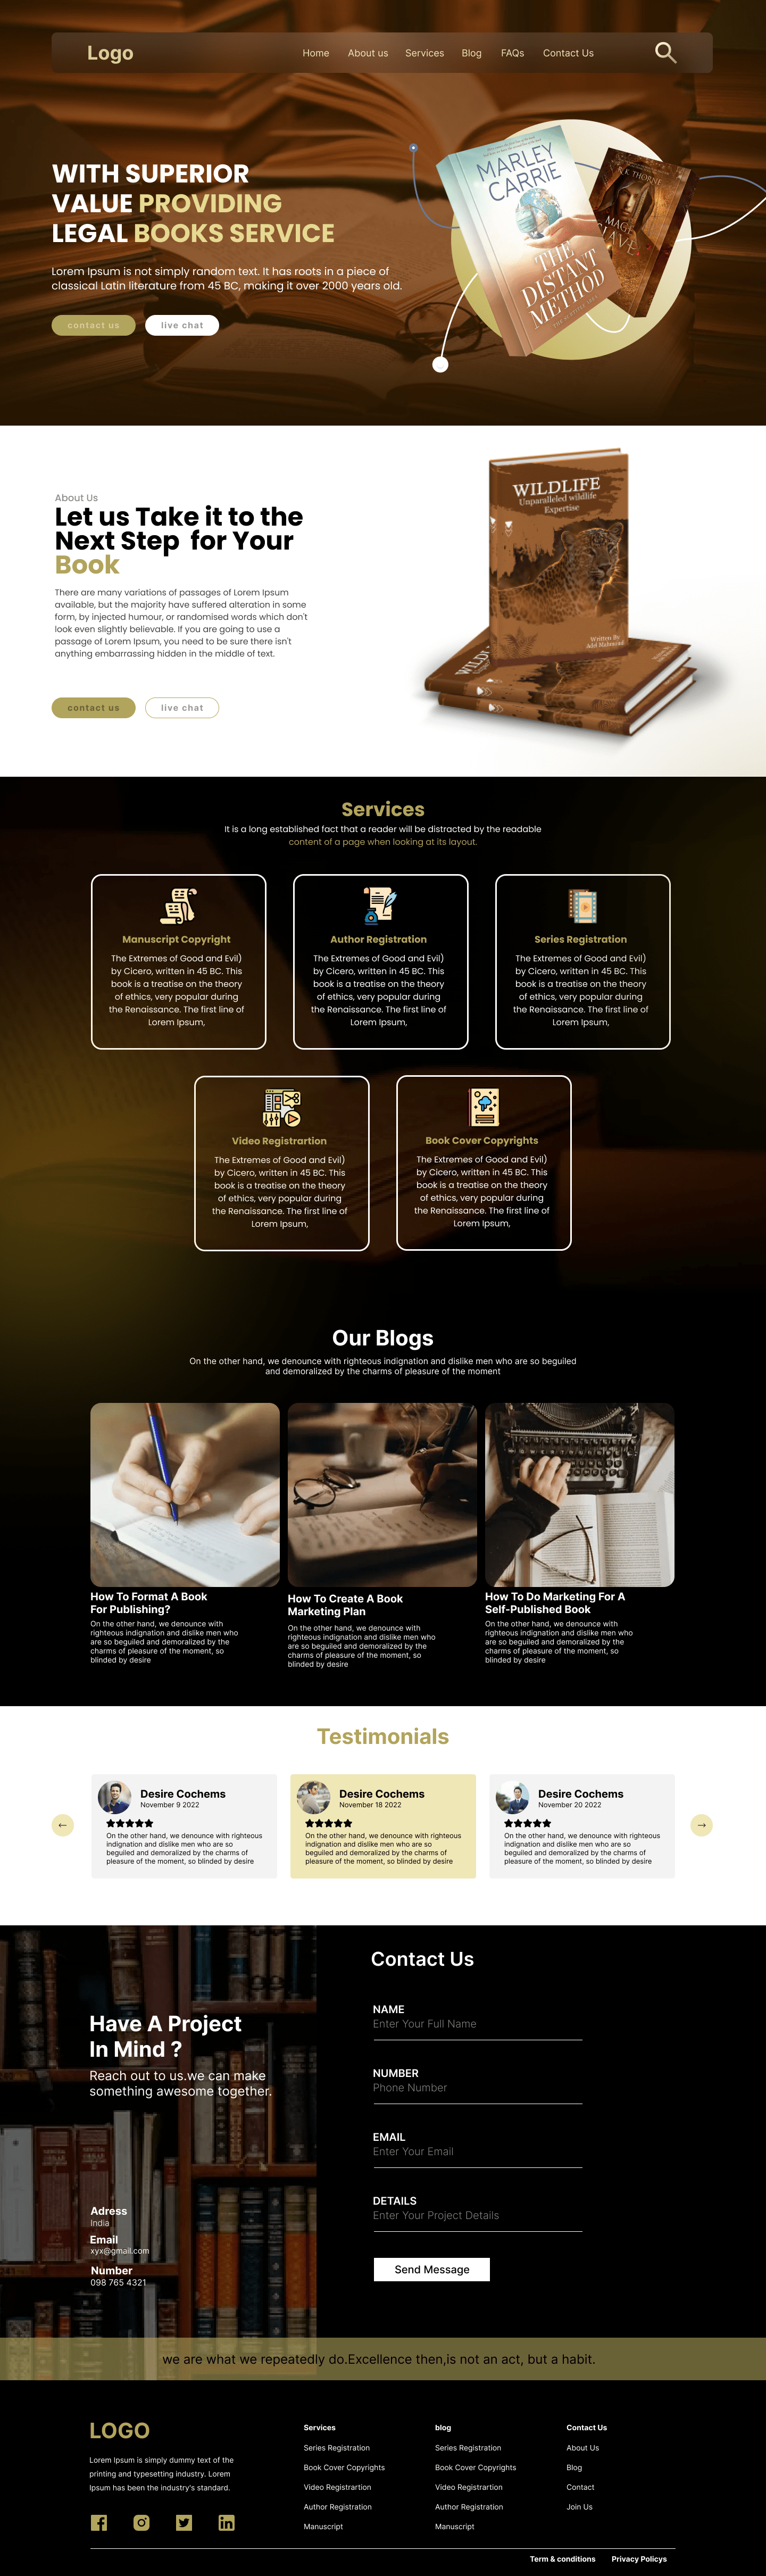 Logo
Home
About us
Services
Blog
FAQs
Contact Us
WITH SUPERIOR
VALUE PROVIDING
LEGAL BOOKS SERVICE
Lorem Ipsum is not simply random text. It has roots in a piece of
classical Latin literature from 45 BC, making it over 2000 years old.
contact us
live chat
MARLEY
CARRIE
THE
DISTANT
METHOD
THORNE
About Us
Let us Take it to the
Next Step for Your
Book
There are many variations of passages of Lorem Ipsum
available, but the majority have suffered alteration in some
form, by injected humour, or randomised words which don't
look even slightly believable. If you are going to use a
passage of Lorem Ipsum, you need to be sure there isn't
anything embarrassing hidden in the middle of text.
contact us
live chat
WILDLIFE
Unparalleled wildlife
Expertise
Written By
Services
It is a long established fact that a reader will be distracted by the readable
content of a page when looking at its layout.
Manuscript Copyright
The Extremes of Good and Evil)
by Cicero, written in 45 BC. This
book is a treatise on the theory
of ethics, very popular during
the Renaissance. The first line of
Lorem Ipsum,
Author Registration
The Extremes of Good and Evil)
by Cicero, written in 45 BC. This
book is a treatise on the theory
of ethics, very popular during
the Renaissance. The first line of
Lorem Ipsum,
Series Registration
The Extremes of Good and Evil)
by Cicero, written in 45 BC. This
book is a treatise on the theory
of ethics, very popular during
the Renaissance. The first line of
Lorem Ipsum,
Video Registrartion
The Extremes of Good and Evil)
by Cicero, written in 45 BC. This
book is a treatise on the theory
of ethics, very popular during
the Renaissance. The first line of
Lorem Ipsum,
Book Cover Copyrights
The Extremes of Good and Evil)
by Cicero, written in 45 BC. This
book is a treatise on the theory
of ethics, very popular during
the Renaissance. The first line of
Lorem Ipsum,
Our Blogs
On the other hand, we denounce with righteous indignation and dislike men who are so beguiled
and demoralized by the charms of pleasure of the moment
How To Format A Book
For Publishing?
On the other hand, we denounce with
righteous indignation and dislike men who
are so beguiled and demoralized by the
charms of pleasure of the moment, so
blinded by desire
How To Create A Book
Marketing Plan
On the other hand, we denounce with
righteous indignation and dislike men who
are so beguiled and demoralized by the
charms of pleasure of the moment, so
blinded by desire
How To Do Marketing For A
Self-Published Book
On the other hand, we denounce with
righteous indignation and dislike men who
are so beguiled and demoralized by the
charms of pleasure of the moment, so
blinded by desire
Testimonials
Desire Cochems
November 9 2022
On the other hand, we denounce with righteous
indignation and dislike men who are so
beguiled and demoralized by the charms of
pleasure of the moment, so blinded by desire
Desire Cochems
November 18 2022
On the other hand, we denounce with righteous
indignation and dislike men who are so
beguiled and demoralized by the charms of
pleasure of the moment, so blinded by desire
Desire Cochems
November 20 2022
On the other hand, we denounce with righteous
indignation and dislike men who are so
beguiled and demoralized by the charms of
pleasure of the moment, so blinded by desire
Have A Project
In Mind ?
Reach out to us.we can make
something awesome together.
Adress
India
Email
xyx@gmail.com
Number
098 765 4321
Contact Us
NAME
Enter Your Full Name
NUMBER
Phone Number
EMAIL
Enter Your Email
DETAILS
Enter Your Project Details
Send Message
we are what we repeatedly do.Excellence then,is not an act, but a habit.
LOGO
Lorem Ipsum is simply dummy text of the
printing and typesetting industry. Lorem
Ipsum has been the industry's standard.
Services
Series Registration
Book Cover Copyrights
Video Registrartion
Author Registration
Manuscript
blog
Series Registration
Book Cover Copyrights
Video Registrartion
Author Registration
Manuscript
Contact Us
About Us
Blog
Contact
Join Us
Term & conditions
Privacy Policys